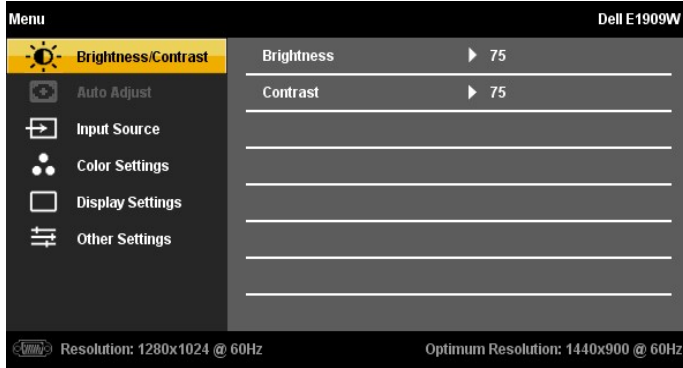 Menu Dell E1909W
Brightness/Contrast Brightness 75
Auto Adjust Contrast 75
Input Source
Color Settings
Display Settings
Other Settings
Resolution: 1280x1024 @ 60Hz Optimum Resolution: 1440x900 @ 60Hz